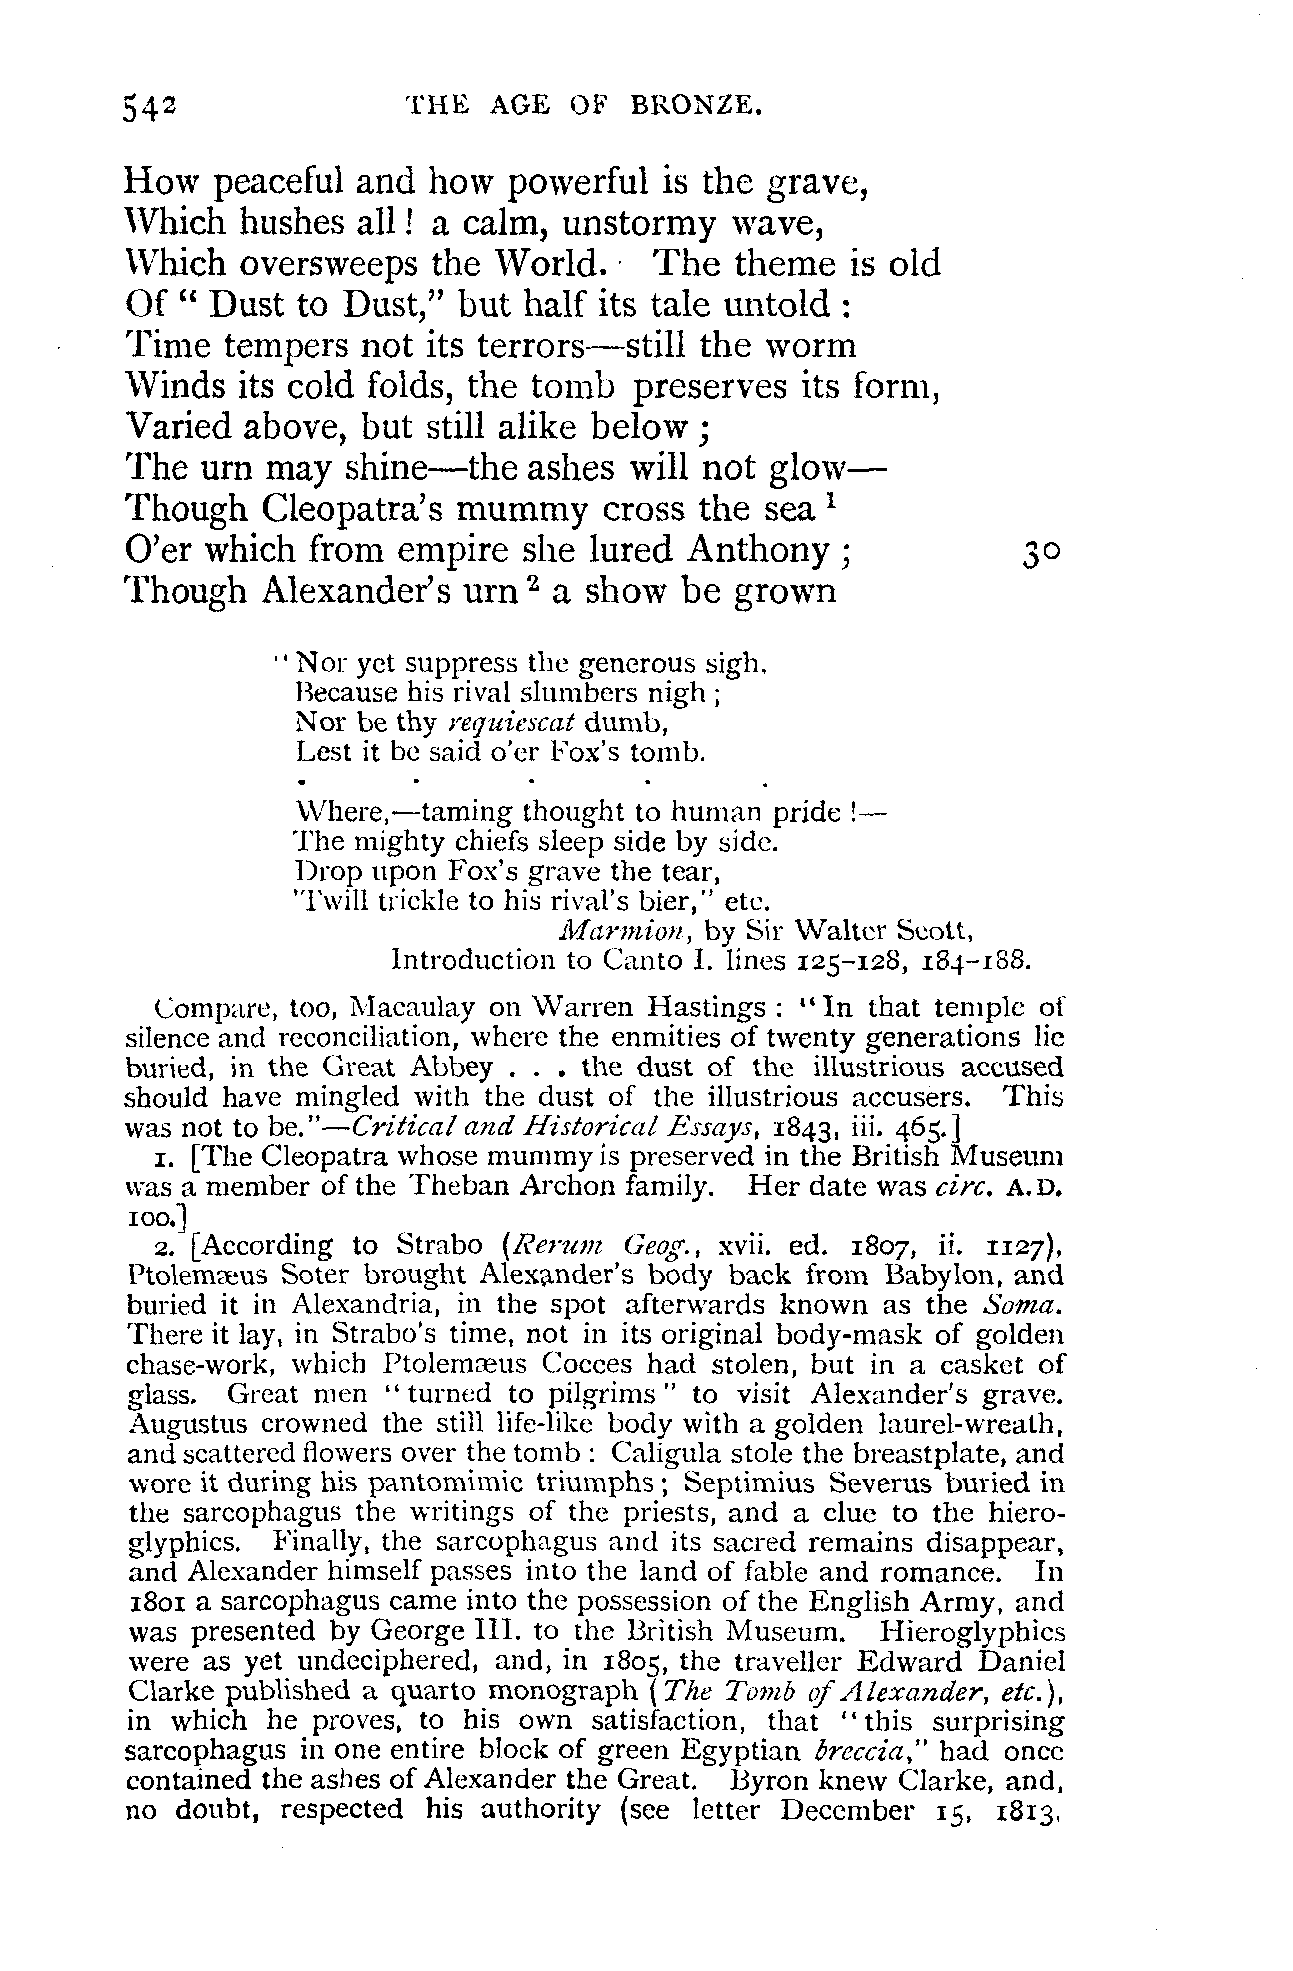 542 THE AGE OF BRONZE.
How peaceful and how powerful is the grave,
Which hushes all! a calm, unstormy wave,
Which oversweeps the World. The theme is old
Of "Dust to Dust," but half its tale untold:
Time tempers not its terrors—still the worm
Winds its cold folds, the tomb preserves its form,
Varied above, but still alike below;
The urn may shine—the ashes will not glow—
Though Cleopatra's mummy cross the sea ¹
O'er which from empire she lured Anthony; 30
Though Alexander's urn ² a show be grown
"Nor yet suppress the generous sigh,
Because his rival slumbers nigh;
Nor be thy requiescat dumb,
Lest it be said o'er Fox's tomb.
. . . . .
Where,—taming thought to human pride!—
The mighty chiefs sleep side by side.
Drop upon Fox's grave the tear,
'Twill trickle to his rival's bier," etc.
Marmion, by Sir Walter Scott,
Introduction to Canto I. lines 125-128, 184-188.
Compare, too, Macaulay on Warren Hastings: "In that temple of
silence and reconciliation, where the enmities of twenty generations lie
buried, in the Great Abbey . . . the dust of the illustrious accused
should have mingled with the dust of the illustrious accusers. This
was not to be."—Critical and Historical Essays, 1843, iii. 465.]
1. [The Cleopatra whose mummy is preserved in the British Museum
was a member of the Theban Archon family. Her date was circ. A.D.
100.]
2. [According to Strabo (Rerum Geog., xvii. ed. 1807, ii. 1127),
Ptolemæus Soter brought Alexander's body back from Babylon, and
buried it in Alexandria, in the spot afterwards known as the Soma.
There it lay, in Strabo's time, not in its original body-mask of golden
chase-work, which Ptolemæus Cocces had stolen, but in a casket of
glass. Great men "turned to pilgrims" to visit Alexander's grave.
Augustus crowned the still life-like body with a golden laurel-wreath,
and scattered flowers over the tomb: Caligula stole the breastplate, and
wore it during his pantomimic triumphs; Septimius Severus buried in
the sarcophagus the writings of the priests, and a clue to the hiero-
glyphics. Finally, the sarcophagus and its sacred remains disappear,
and Alexander himself passes into the land of fable and romance. In
1801 a sarcophagus came into the possession of the English Army, and
was presented by George III. to the British Museum. Hieroglyphics
were as yet undeciphered, and, in 1805, the traveller Edward Daniel
Clarke published a quarto monograph (The Tomb of Alexander, etc.),
in which he proves, to his own satisfaction, that "this surprising
sarcophagus in one entire block of green Egyptian breccia," had once
contained the ashes of Alexander the Great. Byron knew Clarke, and,
no doubt, respected his authority (see letter December 15, 1813,